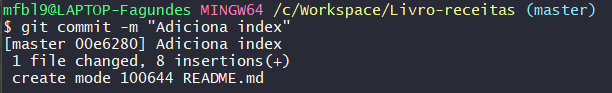 mfbl9@LAPTOP-Fagundes MINGW64 /c/Workspace/Livro-receitas (master)
$ git commit -m "Adiciona index"
[master 00e6280] Adiciona index
 1 file changed, 8 insertions(+)
 create mode 100644 README.md